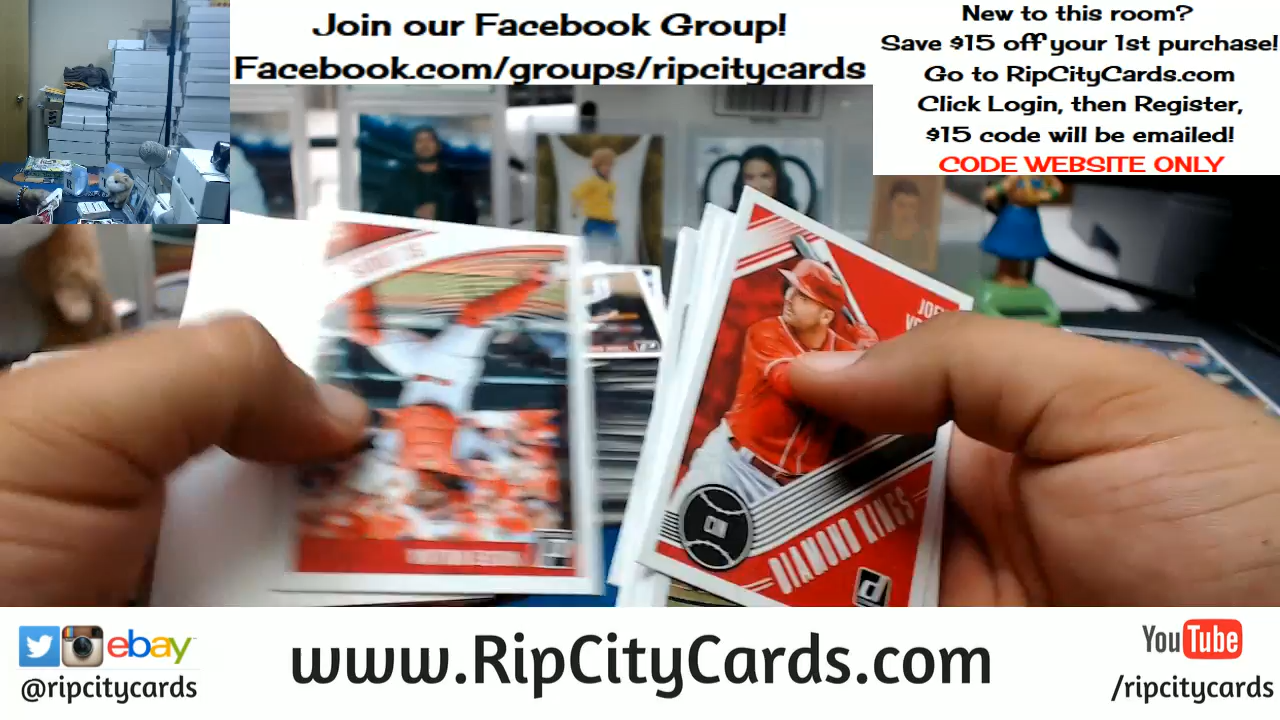 Join our Facebook Group!
Facebook.com/groups/ripcitycards
New to this room?
Save $15 off your 1st purchase!
Go to RipCityCards.com
Click Login, then Register,
$15 code will be emailed!
CODE WEBSITE ONLY
DIAMOND KINGS
DK
ebay
@ripcitycards
www.RipCityCards.com
YouTube
/ripcitycards